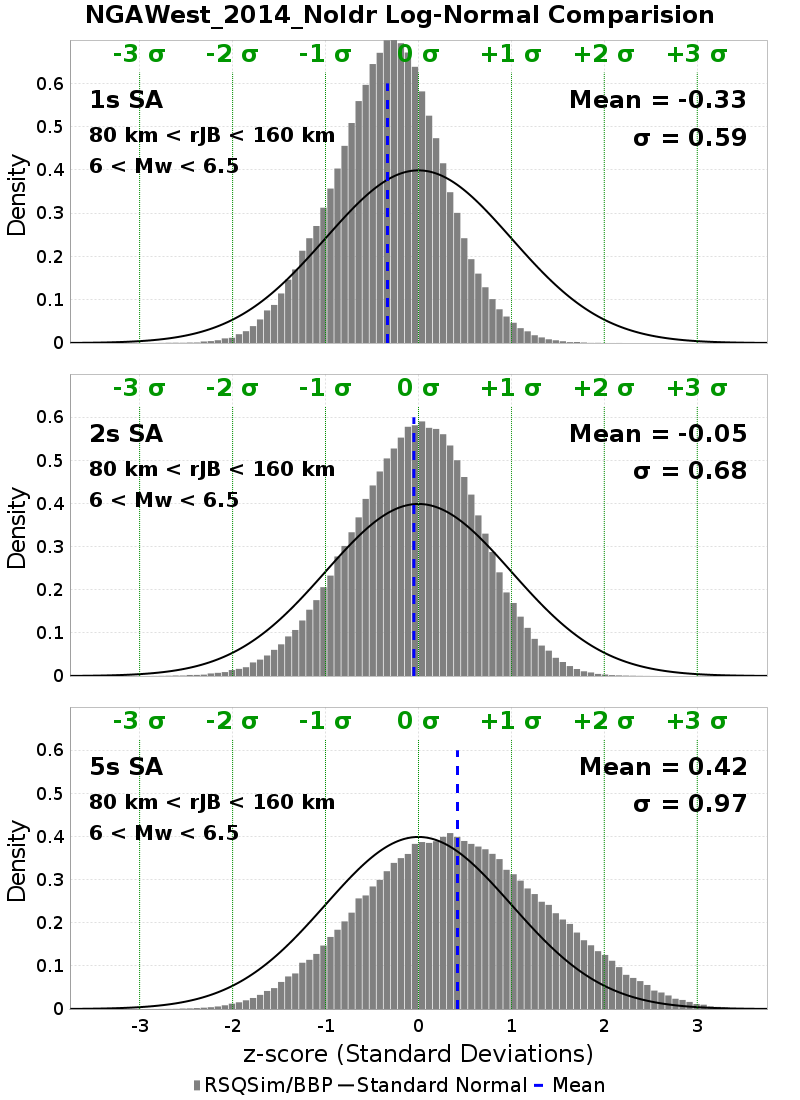 NGAWest_2014_NoIdr Log-Normal Comparision
-3 σ -2 σ -1 σ 0 σ +1 σ +2 σ +3 σ
1s SA
Mean = -0.33
80 km < rJB < 160 km
σ = 0.59
6 < Mw < 6.5
0.6
0.5
0.4
0.3
0.2
0.1
0
Density
-3 σ -2 σ -1 σ 0 σ +1 σ +2 σ +3 σ
2s SA
Mean = -0.05
80 km < rJB < 160 km
σ = 0.68
6 < Mw < 6.5
0.6
0.5
0.4
0.3
0.2
0.1
0
Density
-3 σ -2 σ -1 σ 0 σ +1 σ +2 σ +3 σ
5s SA
Mean = 0.42
80 km < rJB < 160 km
σ = 0.97
6 < Mw < 6.5
0.6
0.5
0.4
0.3
0.2
0.1
0
Density
-3 -2 -1 0 1 2 3
z-score (Standard Deviations)
RSQSim/BBP Standard Normal Mean